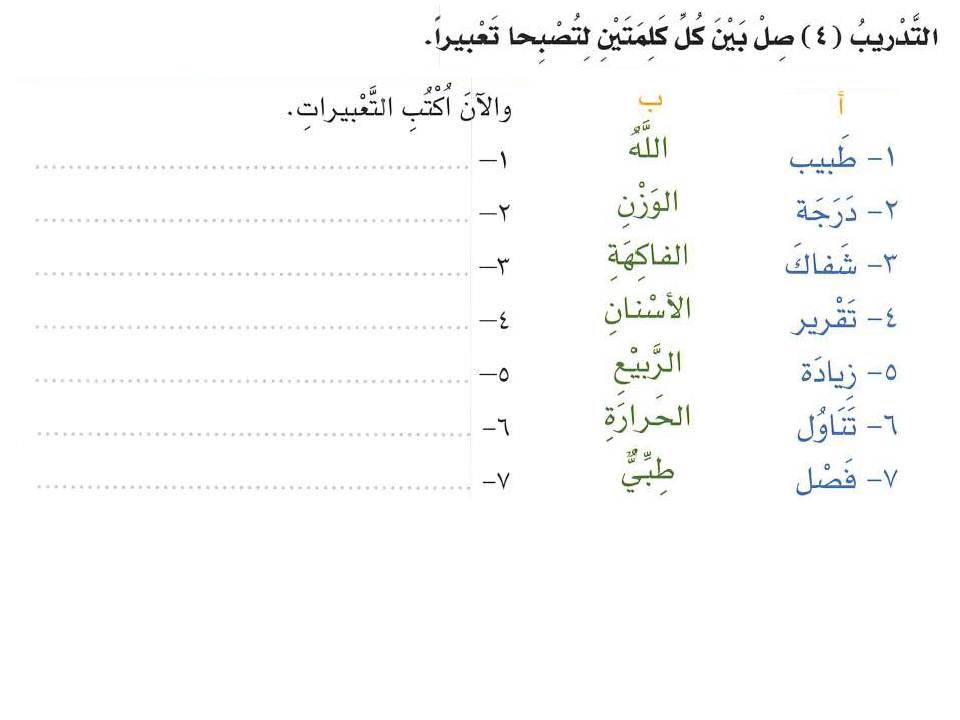 التَّدْريبُ (٤) صِلْ بَيْنَ كُلِّ كَلِمَتَيْنِ لِتُصْبِحا تَعْبيراً.
أ ب والآنَ اُكْتُبِ التَّعْبيراتِ.
١- طَبيب اللَّهُ ١- ........................
٢- دَرَجَة الوَزْنِ ٢- ........................
٣- شَفاكَ الفاكِهَةِ ٣- ........................
٤- تَقْرير الأَسْنانِ ٤- ........................
٥- زِيادَة الرَّبيْعِ ٥- ........................
٦- تَنَاوُل الحَرارَةِ ٦- ........................
٧- فَصْل طِبِّيٌّ ٧- ........................